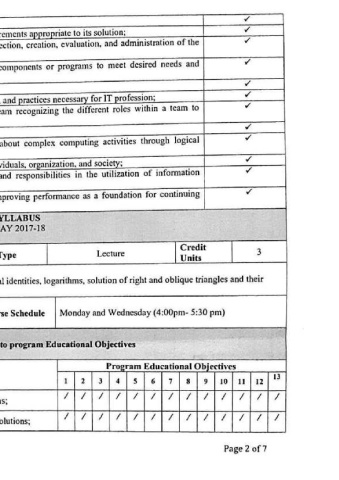 ✓
rements appropriate to its solution; ✓
ection, creation, evaluation, and administration of the ✓
components or programs to meet desired needs and ✓
✓
, and practices necessary for IT profession; ✓
am recognizing the different roles within a team to ✓
✓
about complex computing activities through logical ✓
viduals, organization, and society; ✓
and responsibilities in the utilization of information ✓
proving performance as a foundation for continuing ✓
YLLABUS
AY 2017-18
Type Lecture Credit Units 3
l identities, logarithms, solution of right and oblique triangles and their
se Schedule Monday and Wednesday (4:00pm- 5:30 pm)
to program Educational Objectives
Program Educational Objectives
1 2 3 4 5 6 7 8 9 10 11 12 13
s; / / / / / / / / / / / / /
olutions; / / / / / / / / / / / / /
Page 2 of 7